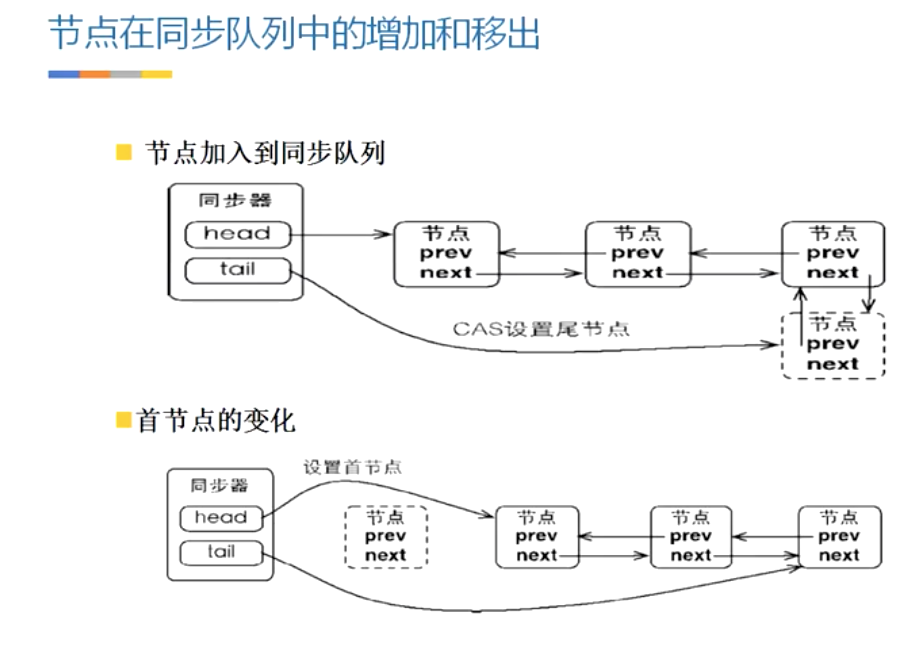 节点在同步队列中的增加和移出
节点加入到同步队列
同步器
head
tail
节点
prev
next
节点
prev
next
节点
prev
next
CAS设置尾节点
节点
prev
next
首节点的变化
设置首节点
同步器
head
tail
节点
prev
next
节点
prev
next
节点
prev
next
节点
prev
next